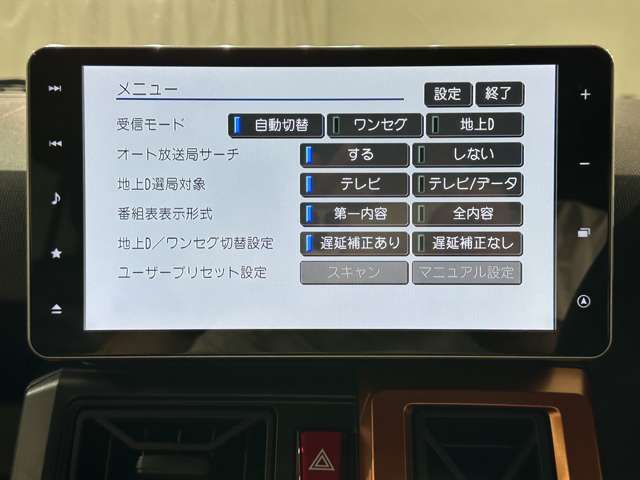 メニュー 設定 終了
受信モード 自動切替 ワンセグ 地上D
オート放送局サーチ する しない
地上D選局対象 テレビ テレビ/データ
番組表表示形式 第一内容 全内容
地上D/ワンセグ切替設定 遅延補正あり 遅延補正なし
ユーザープリセット設定 スキャン マニュアル設定